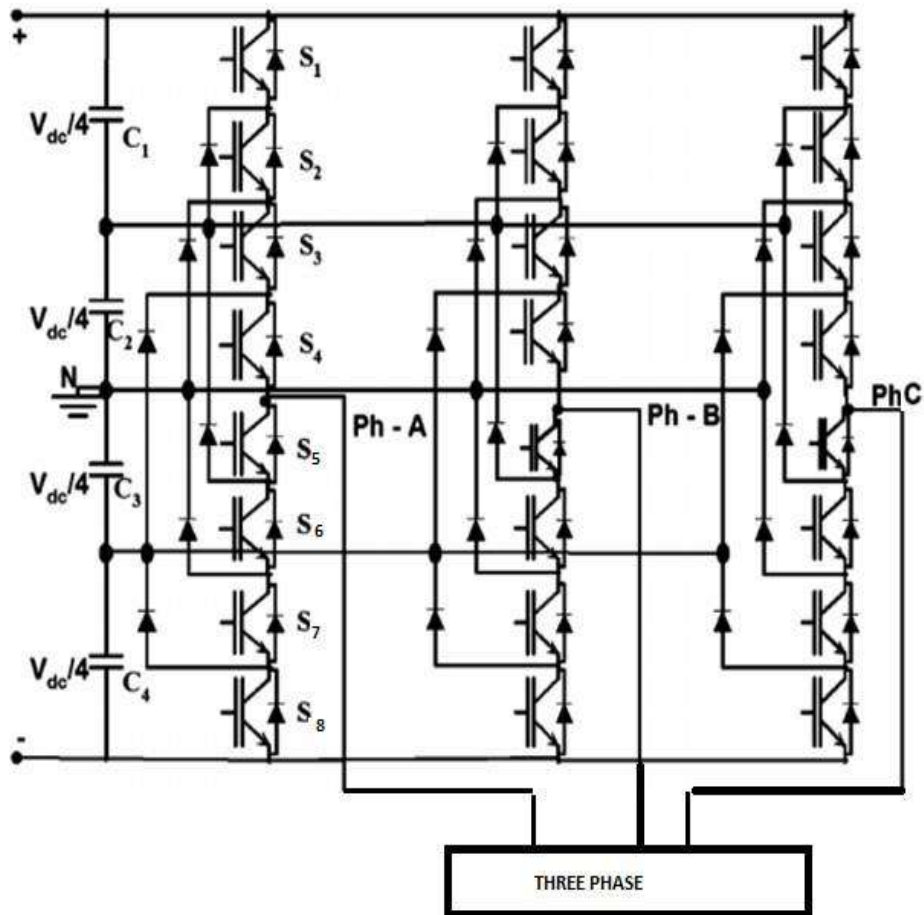 +
S1
Vdc/4
C1
S2
S3
Vdc/4
C2
S4
N
Ph - A
Ph - B
PhC
S5
Vdc/4
C3
S6
S7
Vdc/4
C4
S8
-
THREE PHASE